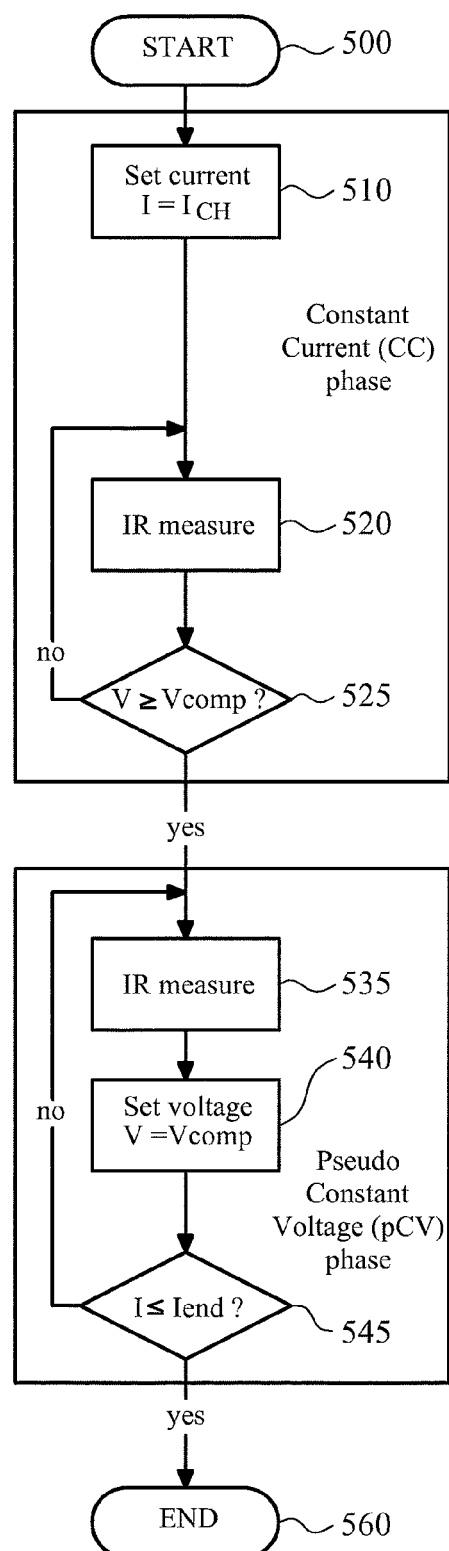 START
500
Set current
I = I CH
510
Constant
Current (CC)
phase
IR measure
520
no
V ≥ Vcomp ?
525
yes
IR measure
535
540
Set voltage
V =Vcomp
no
Pseudo
Constant
Voltage (pCV)
phase
I ≤ Iend ?
545
yes
END
560